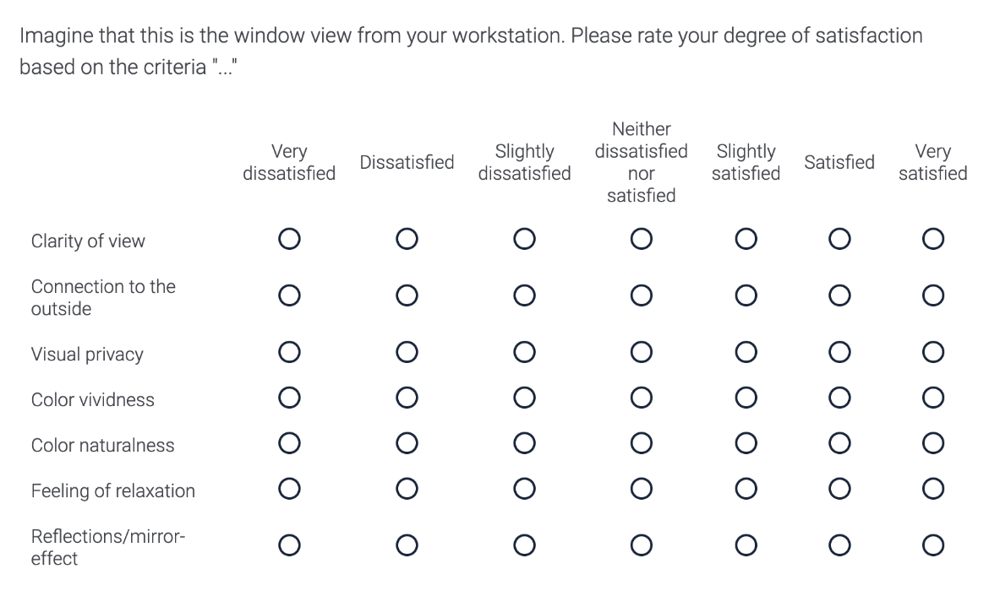 Imagine that this is the window view from your workstation. Please rate your degree of satisfaction
based on the criteria "..."
Very
dissatisfied
Dissatisfied
Slightly
dissatisfied
Neither
dissatisfied
nor
satisfied
Slightly
satisfied
Satisfied
Very
satisfied
Clarity of view
Connection to the
outside
Visual privacy
Color vividness
Color naturalness
Feeling of relaxation
Reflections/mirror-
effect